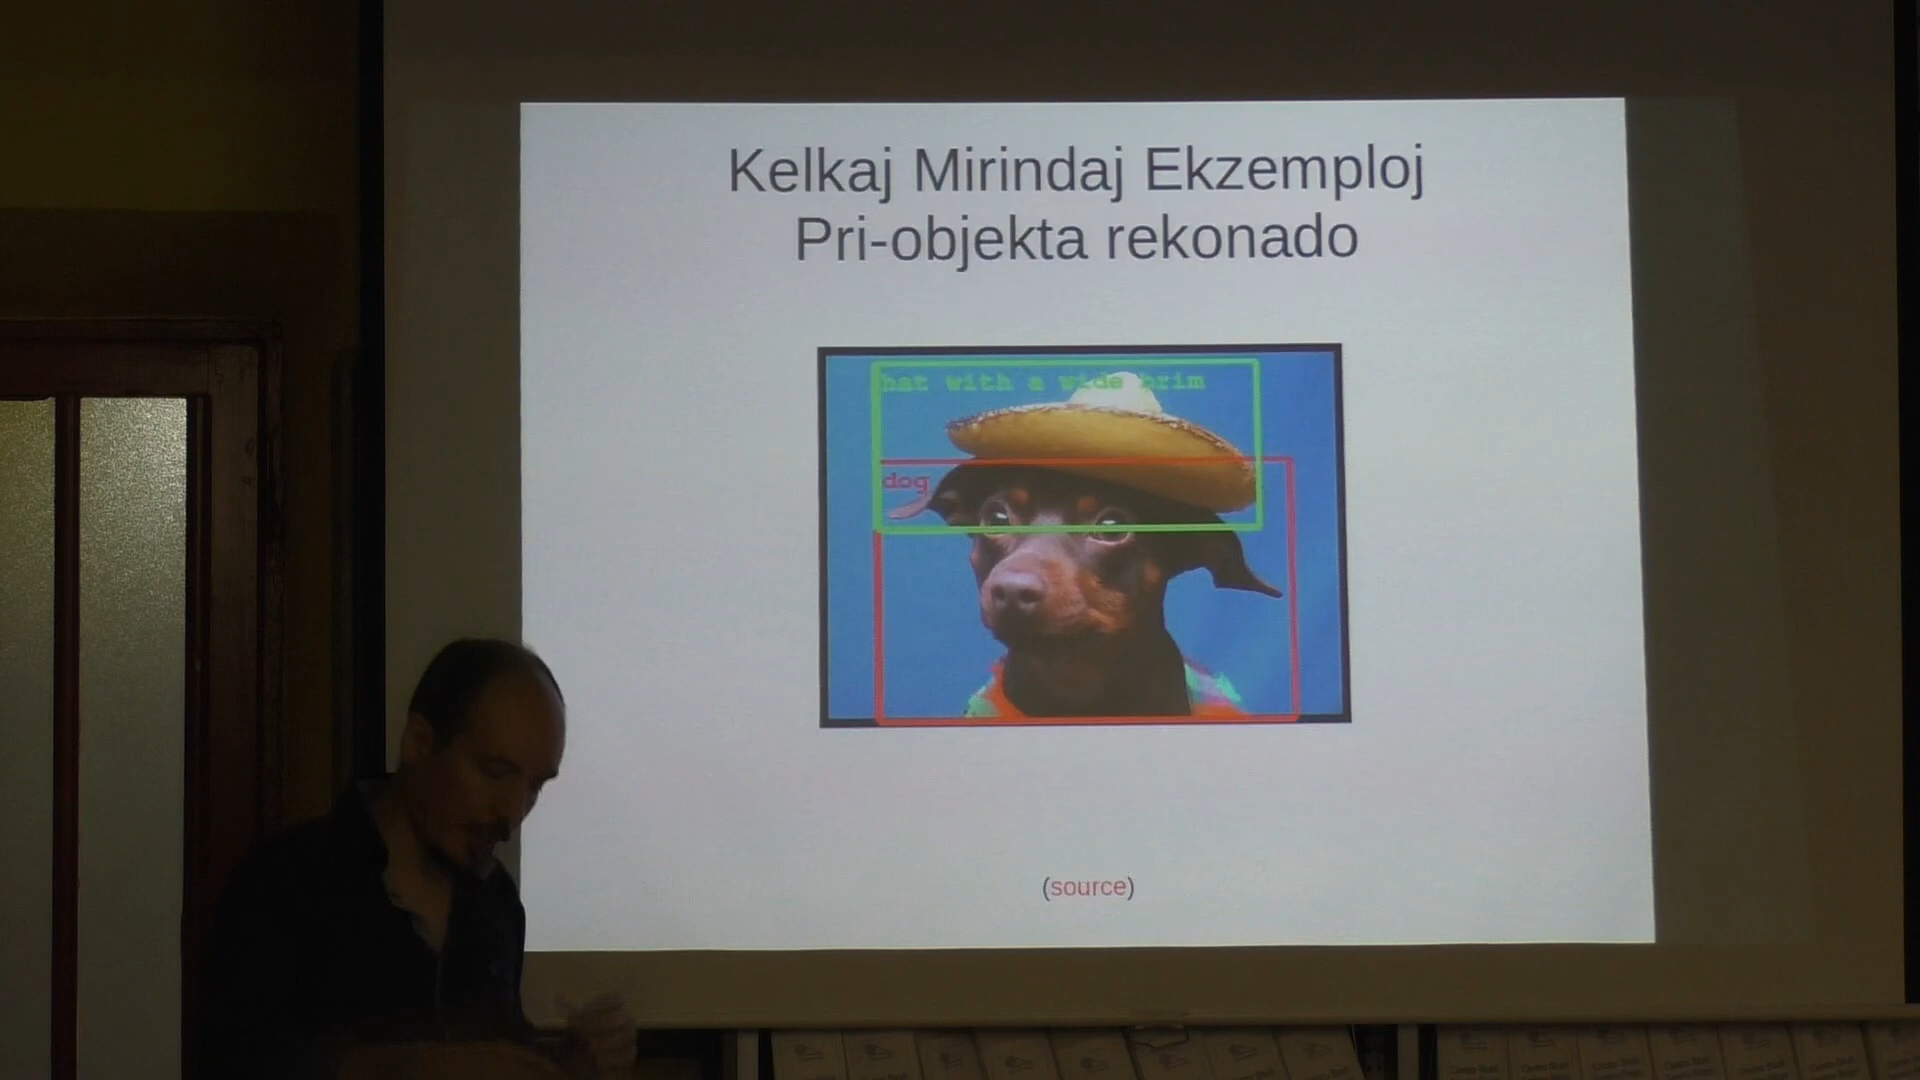 Kelkaj Mirindaj Ekzemploj
Pri-objekta rekonado
hat with a wide brim
dog
(source)